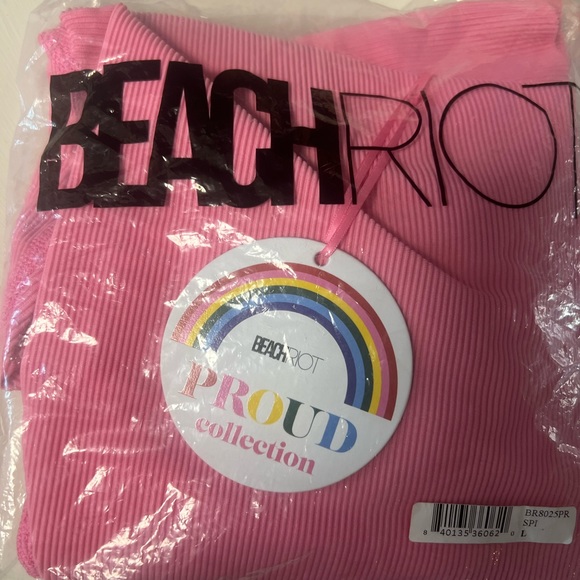 BEACHRIOT
BEACHRIOT
PROUD
collection
BR8025PR
SPI
8 40135 36062 0 L